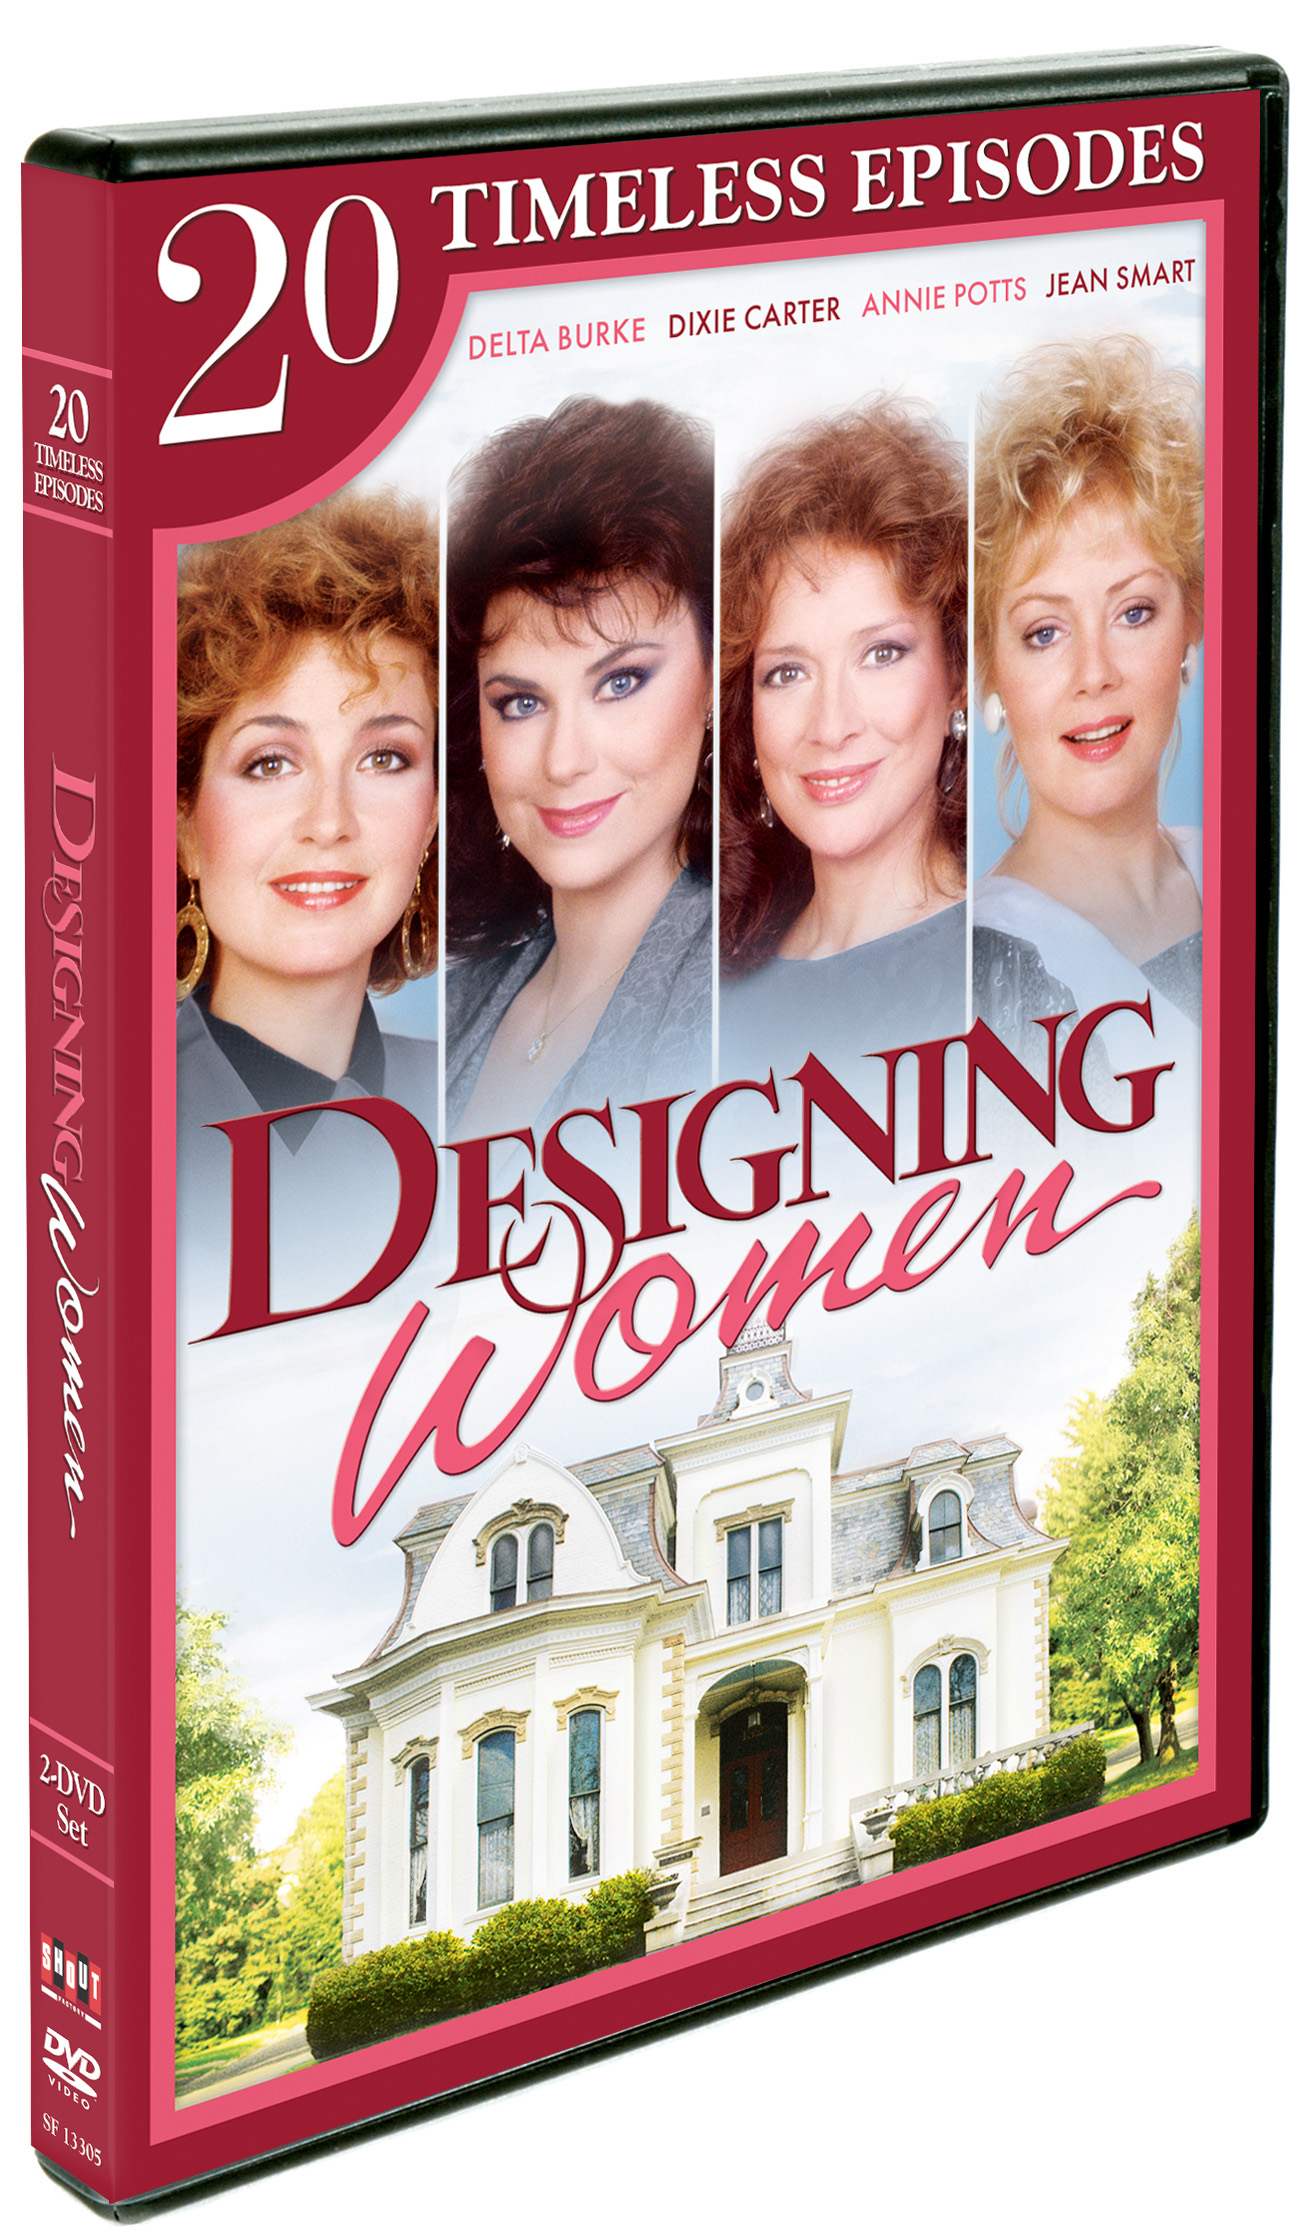 20 TIMELESS EPISODES
DELTA BURKE DIXIE CARTER ANNIE POTTS JEAN SMART
DESIGNING
Women
20
TIMELESS
EPISODES
DESIGNING Women
2-DVD
Set
SHOUT
FACTORY
DVD
VIDEO
SF 13305